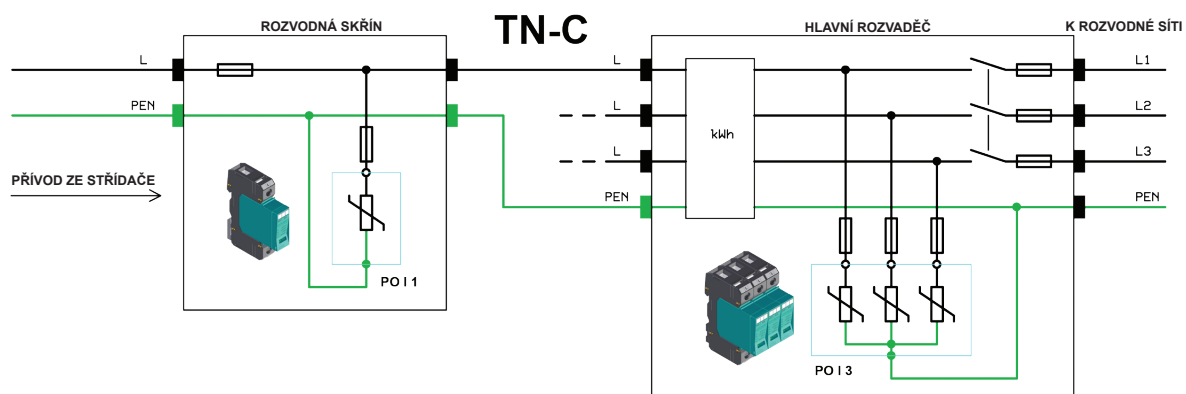 ROZVODNÁ SKŘÍN
TN-C
HLAVNÍ ROZVADĚČ
K ROZVODNÉ SÍTI
L
L
L1
PEN
L
L2
kWh
L
L3
PŘÍVOD ZE STŘÍDAČE
PEN
PEN
PO I 1
PO I 3